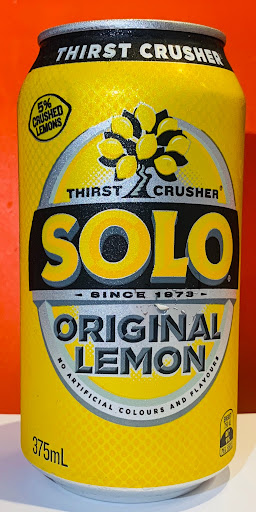 THIRST CRUSHER
5%
CRUSHED
LEMONS
THIRST CRUSHER®
SOLO®
- SINCE 1973 -
ORIGINAL
LEMON
NO ARTIFICIAL COLOURS AND FLAVOURS
375mL